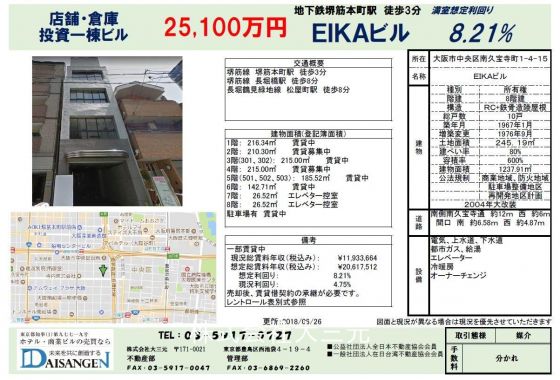 店舗・倉庫
投資一棟ビル
25,100万円
地下鉄堺筋本町駅 徒歩3分
EIKAビル
満室想定利回り
8.21%
交通概要
堺筋線 堺筋本町駅 徒歩3分
堺筋線 長堀橋駅 徒歩8分
長堀鶴見緑地線 松屋町駅 徒歩8分
建物面積(登記簿面積)
1階: 216.34㎡ 賃貸中
2階: 210.30㎡ 賃貸募集中
3階(301, 302): 215.00㎡ 賃貸中
4階: 215.00㎡ 賃貸募集中
5階(501, 502, 503): 185.52㎡ 賃貸中
6階: 142.71㎡ 賃貸中
7階: 26.52㎡ エレベター控室
8階: 26.52㎡ エレベター控室
駐車場有 賃貸中
備考
一部賃貸中
現況総賃料年収(税込み): ¥11,933,664
想定総賃料年収(税込み): ¥20,617,512
想定利回り: 8.21%
現況利回り: 4.75%
売却後、賃貸借契約の承継が必要です。
レントロール表別式参照
所在 大阪市中央区南久宝寺町1-4-15
名称 EIKAビル
建物
種別 所有権
階建 8階建
構造 RC+鉄骨造陸屋根
総戸数 10戸
築年月 1967年1月
増築変更 1976年9月
土地面積 245.19㎡
建ぺい率 80%
容積率 600%
建物面積 1237.91㎡
公法規制 商業地域、防火地域
駐車場整備地区
再開発地区計画
2004年大改装
道路
南側南久宝寺通 約12m 西 約6m
間口 南 約6.58m 西 約4.87m
設備
電気、上水道、下水道
都市ガス、給湯
エレベーター
冷暖房
オーナーチェンジ
更新所: 2018/09/26
図面と現況が異なる場合は現況を優先させていただきます
東京都知事(1)第九七七一八号
ホテル・商業ビルの売買なら
未来を共に創造する
DAISANGEN
TEL: 03-5917-9727
株式会社大三元 〒171-0021 東京都豊島区西池袋4-19-4
不動産部 管理部
FAX 03-5917-0047 FAX 03-6869-2260
■公益社団法人全日本不動産協会会員
■一般社団法人在日台湾不動産協会会員
取引態様 媒介
手数料 分かれ